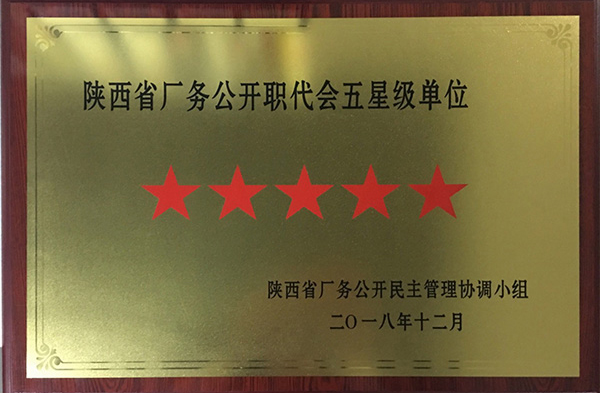 陕西省厂务公开职代会五星级单位
陕西省厂务公开民主管理协调小组
二〇一八年十二月